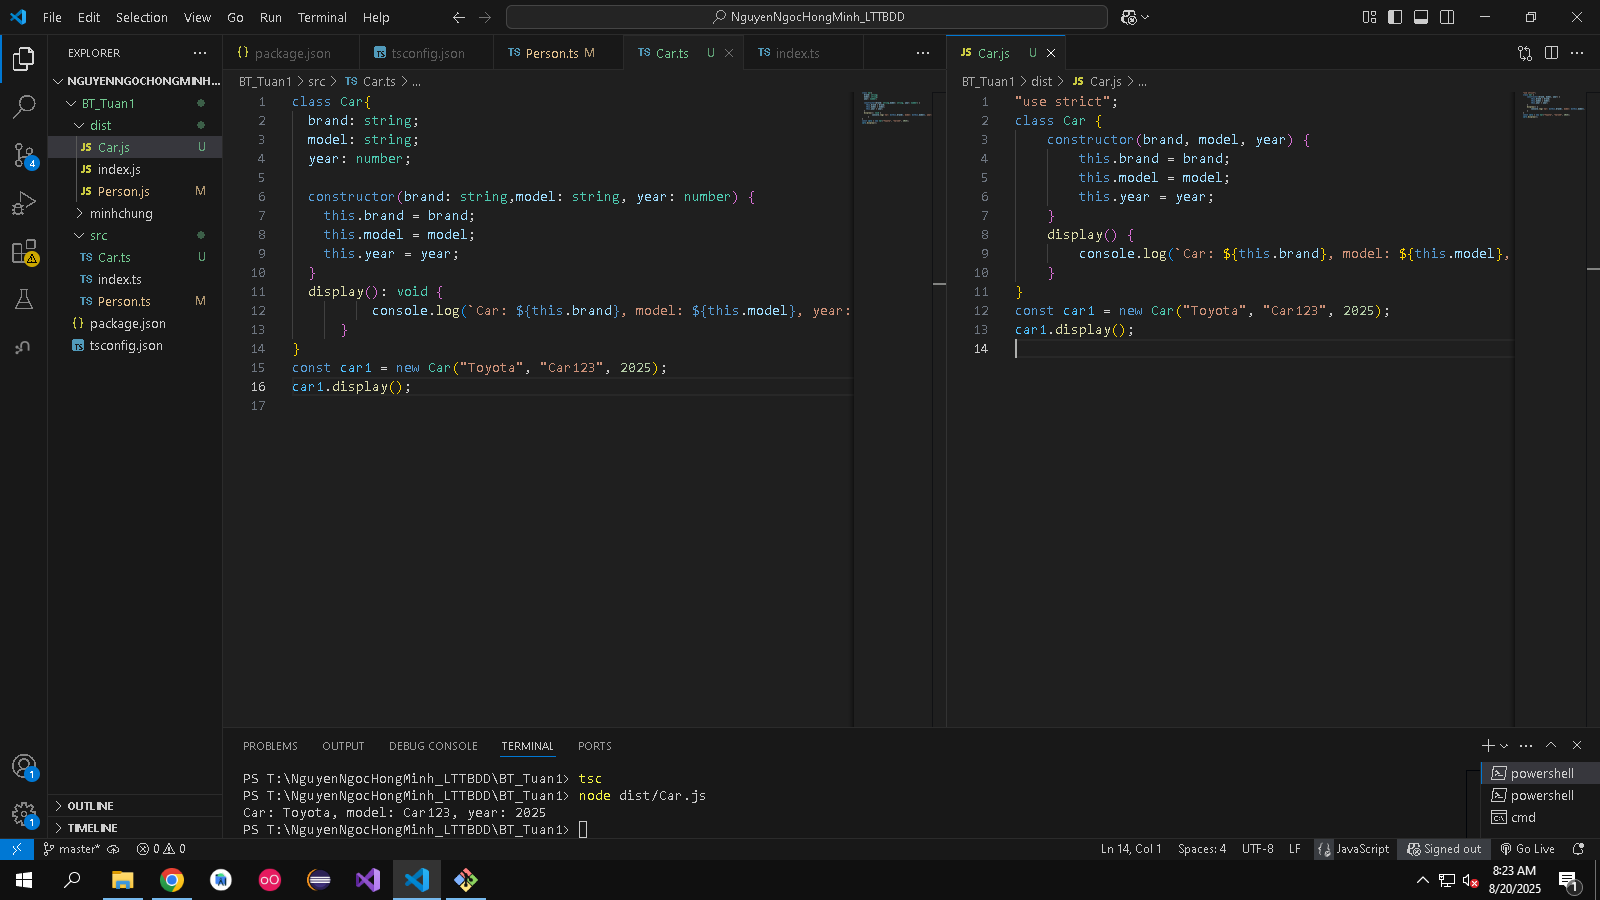 File Edit Selection View Go Run Terminal Help
NguyenNgocHongMinh_LTTBDD
EXPLORER
NGUYENNGOCHONGMINH...
BT_Tuan1
dist
JS Car.js U
JS index.js
JS Person.js M
minhchung
src
TS Car.ts U
TS index.ts
TS Person.ts M
{} package.json
TS tsconfig.json
OUTLINE
TIMELINE
4
1
1
{} package.json
TS tsconfig.json
TS Person.ts M
TS Car.ts U
TS index.ts
BT_Tuan1 > src > TS Car.ts > ...
1 class Car{
2 brand: string;
3 model: string;
4 year: number;
5
6 constructor(brand: string,model: string, year: number) {
7 this.brand = brand;
8 this.model = model;
9 this.year = year;
10 }
11 display(): void {
12 console.log(`Car: ${this.brand}, model: ${this.model}, year:
13 }
14 }
15 const car1 = new Car("Toyota", "Car123", 2025);
16 car1.display();
17
JS Car.js U
BT_Tuan1 > dist > JS Car.js > ...
1 "use strict";
2 class Car {
3 constructor(brand, model, year) {
4 this.brand = brand;
5 this.model = model;
6 this.year = year;
7 }
8 display() {
9 console.log(`Car: ${this.brand}, model: ${this.model},
10 }
11 }
12 const car1 = new Car("Toyota", "Car123", 2025);
13 car1.display();
14
PROBLEMS OUTPUT DEBUG CONSOLE TERMINAL PORTS
PS T:\NguyenNgocHongMinh_LTTBDD\BT_Tuan1> tsc
PS T:\NguyenNgocHongMinh_LTTBDD\BT_Tuan1> node dist/Car.js
Car: Toyota, model: Car123, year: 2025
PS T:\NguyenNgocHongMinh_LTTBDD\BT_Tuan1>
powershell
powershell
cmd
master* 0 0 Ln 14, Col 1 Spaces: 4 UTF-8 LF {} JavaScript Signed out Go Live
8:23 AM
8/20/2025
1